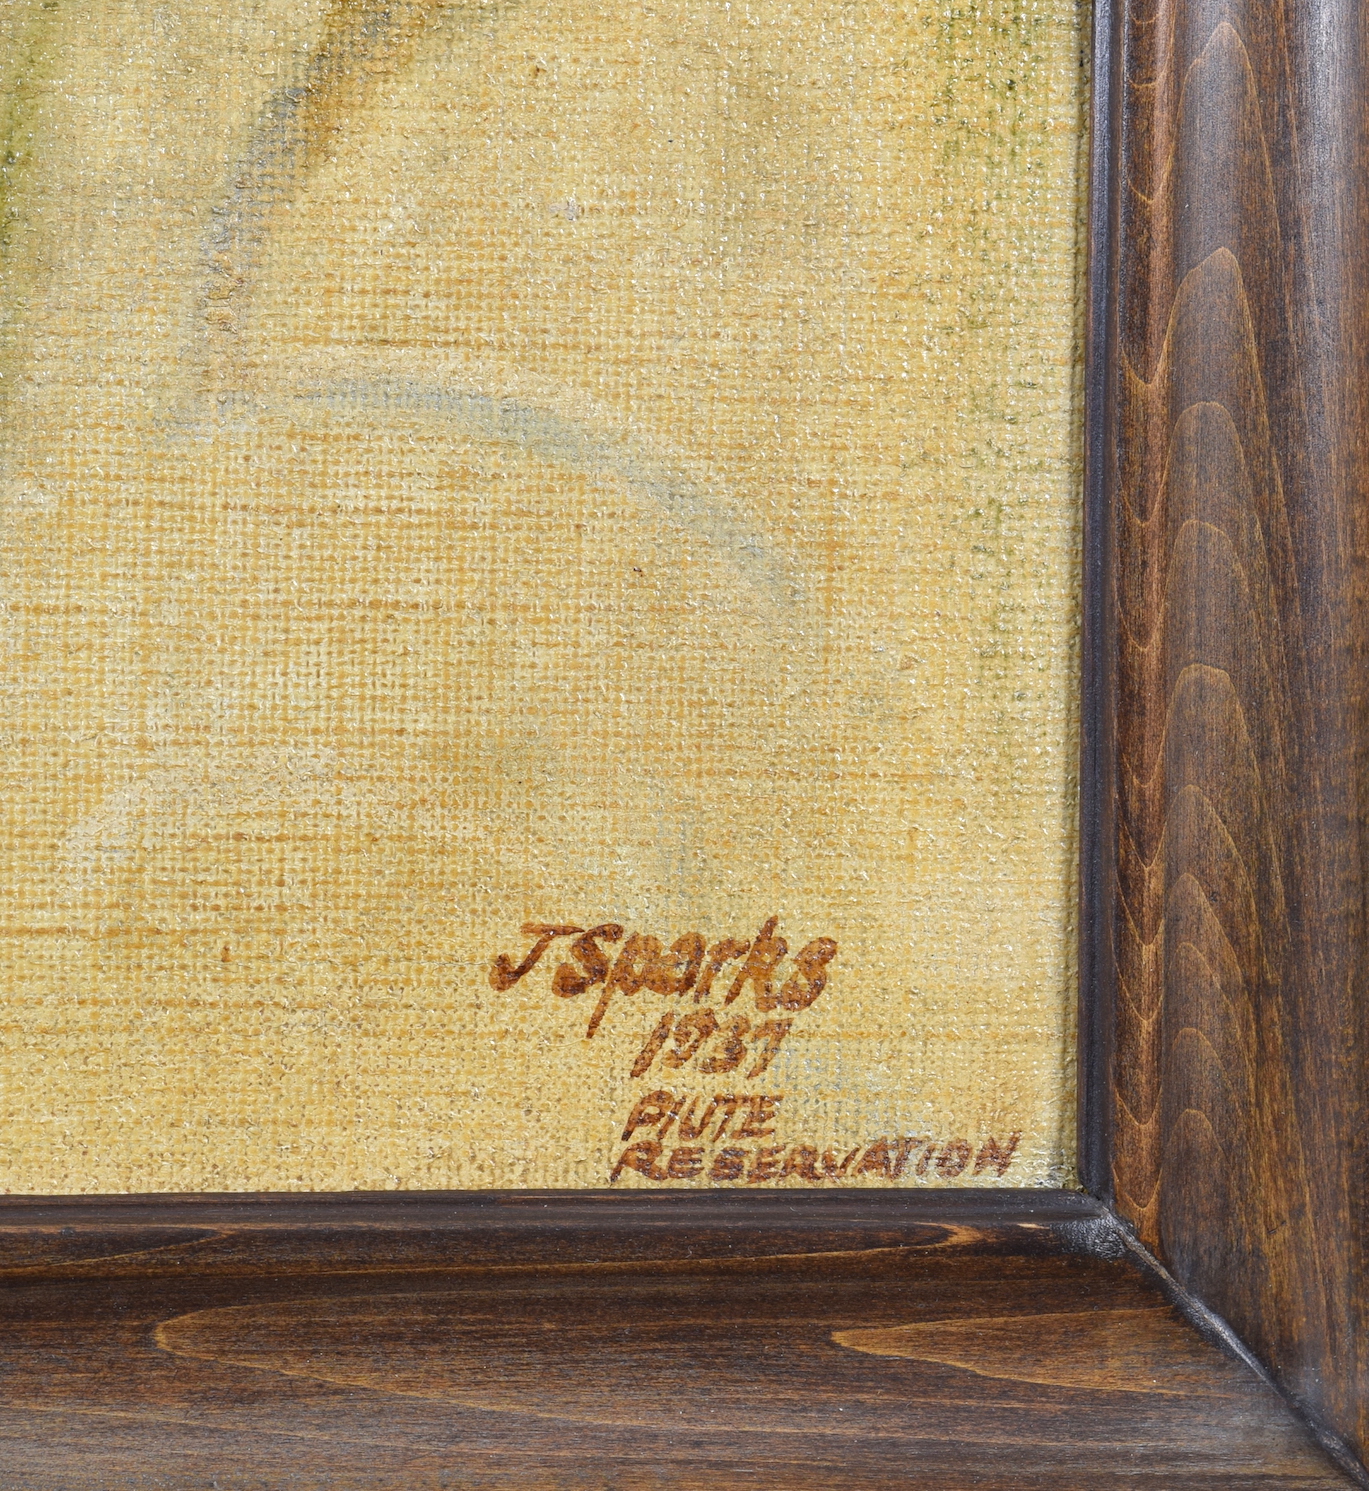 J Sparks
1937
PIUTE
RESERVATION